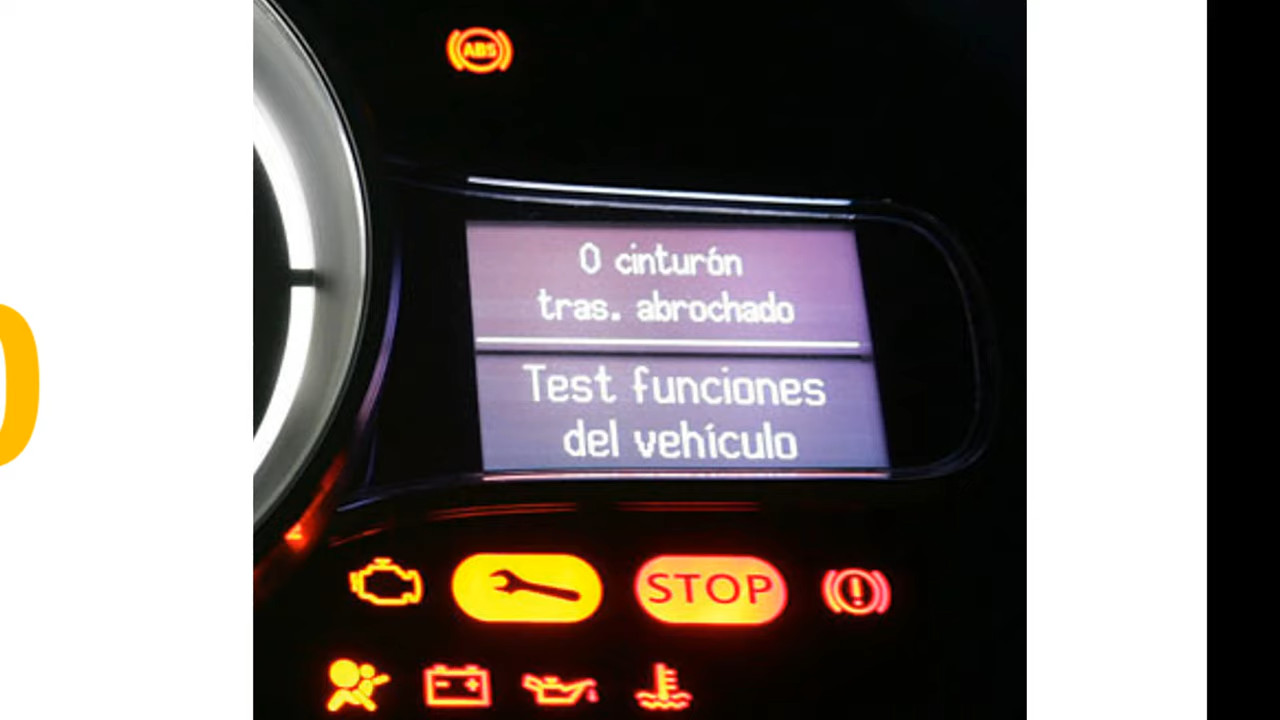 ABS
0 cinturón
tras. abrochado
Test funciones
del vehículo
STOP